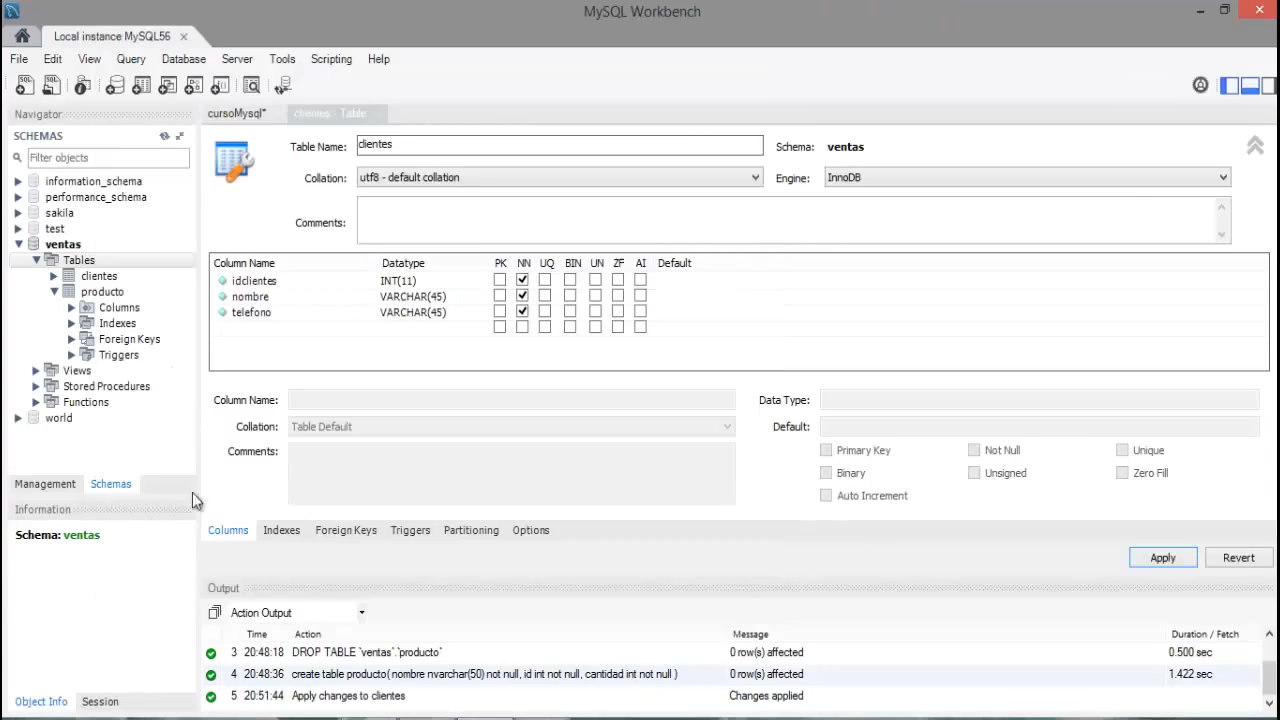 MySQL Workbench
Local instance MySQL56
File Edit View Query Database Server Tools Scripting Help
Navigator
SCHEMAS
Filter objects
information_schema
performance_schema
sakila
test
ventas
Tables
clientes
producto
Columns
Indexes
Foreign Keys
Triggers
Views
Stored Procedures
Functions
world
Management Schemas
Information
Schema: ventas
Object Info Session
cursoMysql* clientes - Table
Table Name: clientes Schema: ventas
Collation: utf8 - default collation Engine: InnoDB
Comments:
Column Name Datatype PK NN UQ BIN UN ZF AI Default
idclientes INT(11)
nombre VARCHAR(45)
telefono VARCHAR(45)
Column Name: Data Type:
Collation: Table Default Default:
Comments: Primary Key Not Null Unique
Binary Unsigned Zero Fill
Auto Increment
Columns Indexes Foreign Keys Triggers Partitioning Options
Apply Revert
Output
Action Output
Time Action Message Duration / Fetch
3 20:48:18 DROP TABLE `ventas`.`producto` 0 row(s) affected 0.500 sec
4 20:48:36 create table producto( nombre nvarchar(50) not null, id int not null, cantidad int not null ) 0 row(s) affected 1.422 sec
5 20:51:44 Apply changes to clientes Changes applied